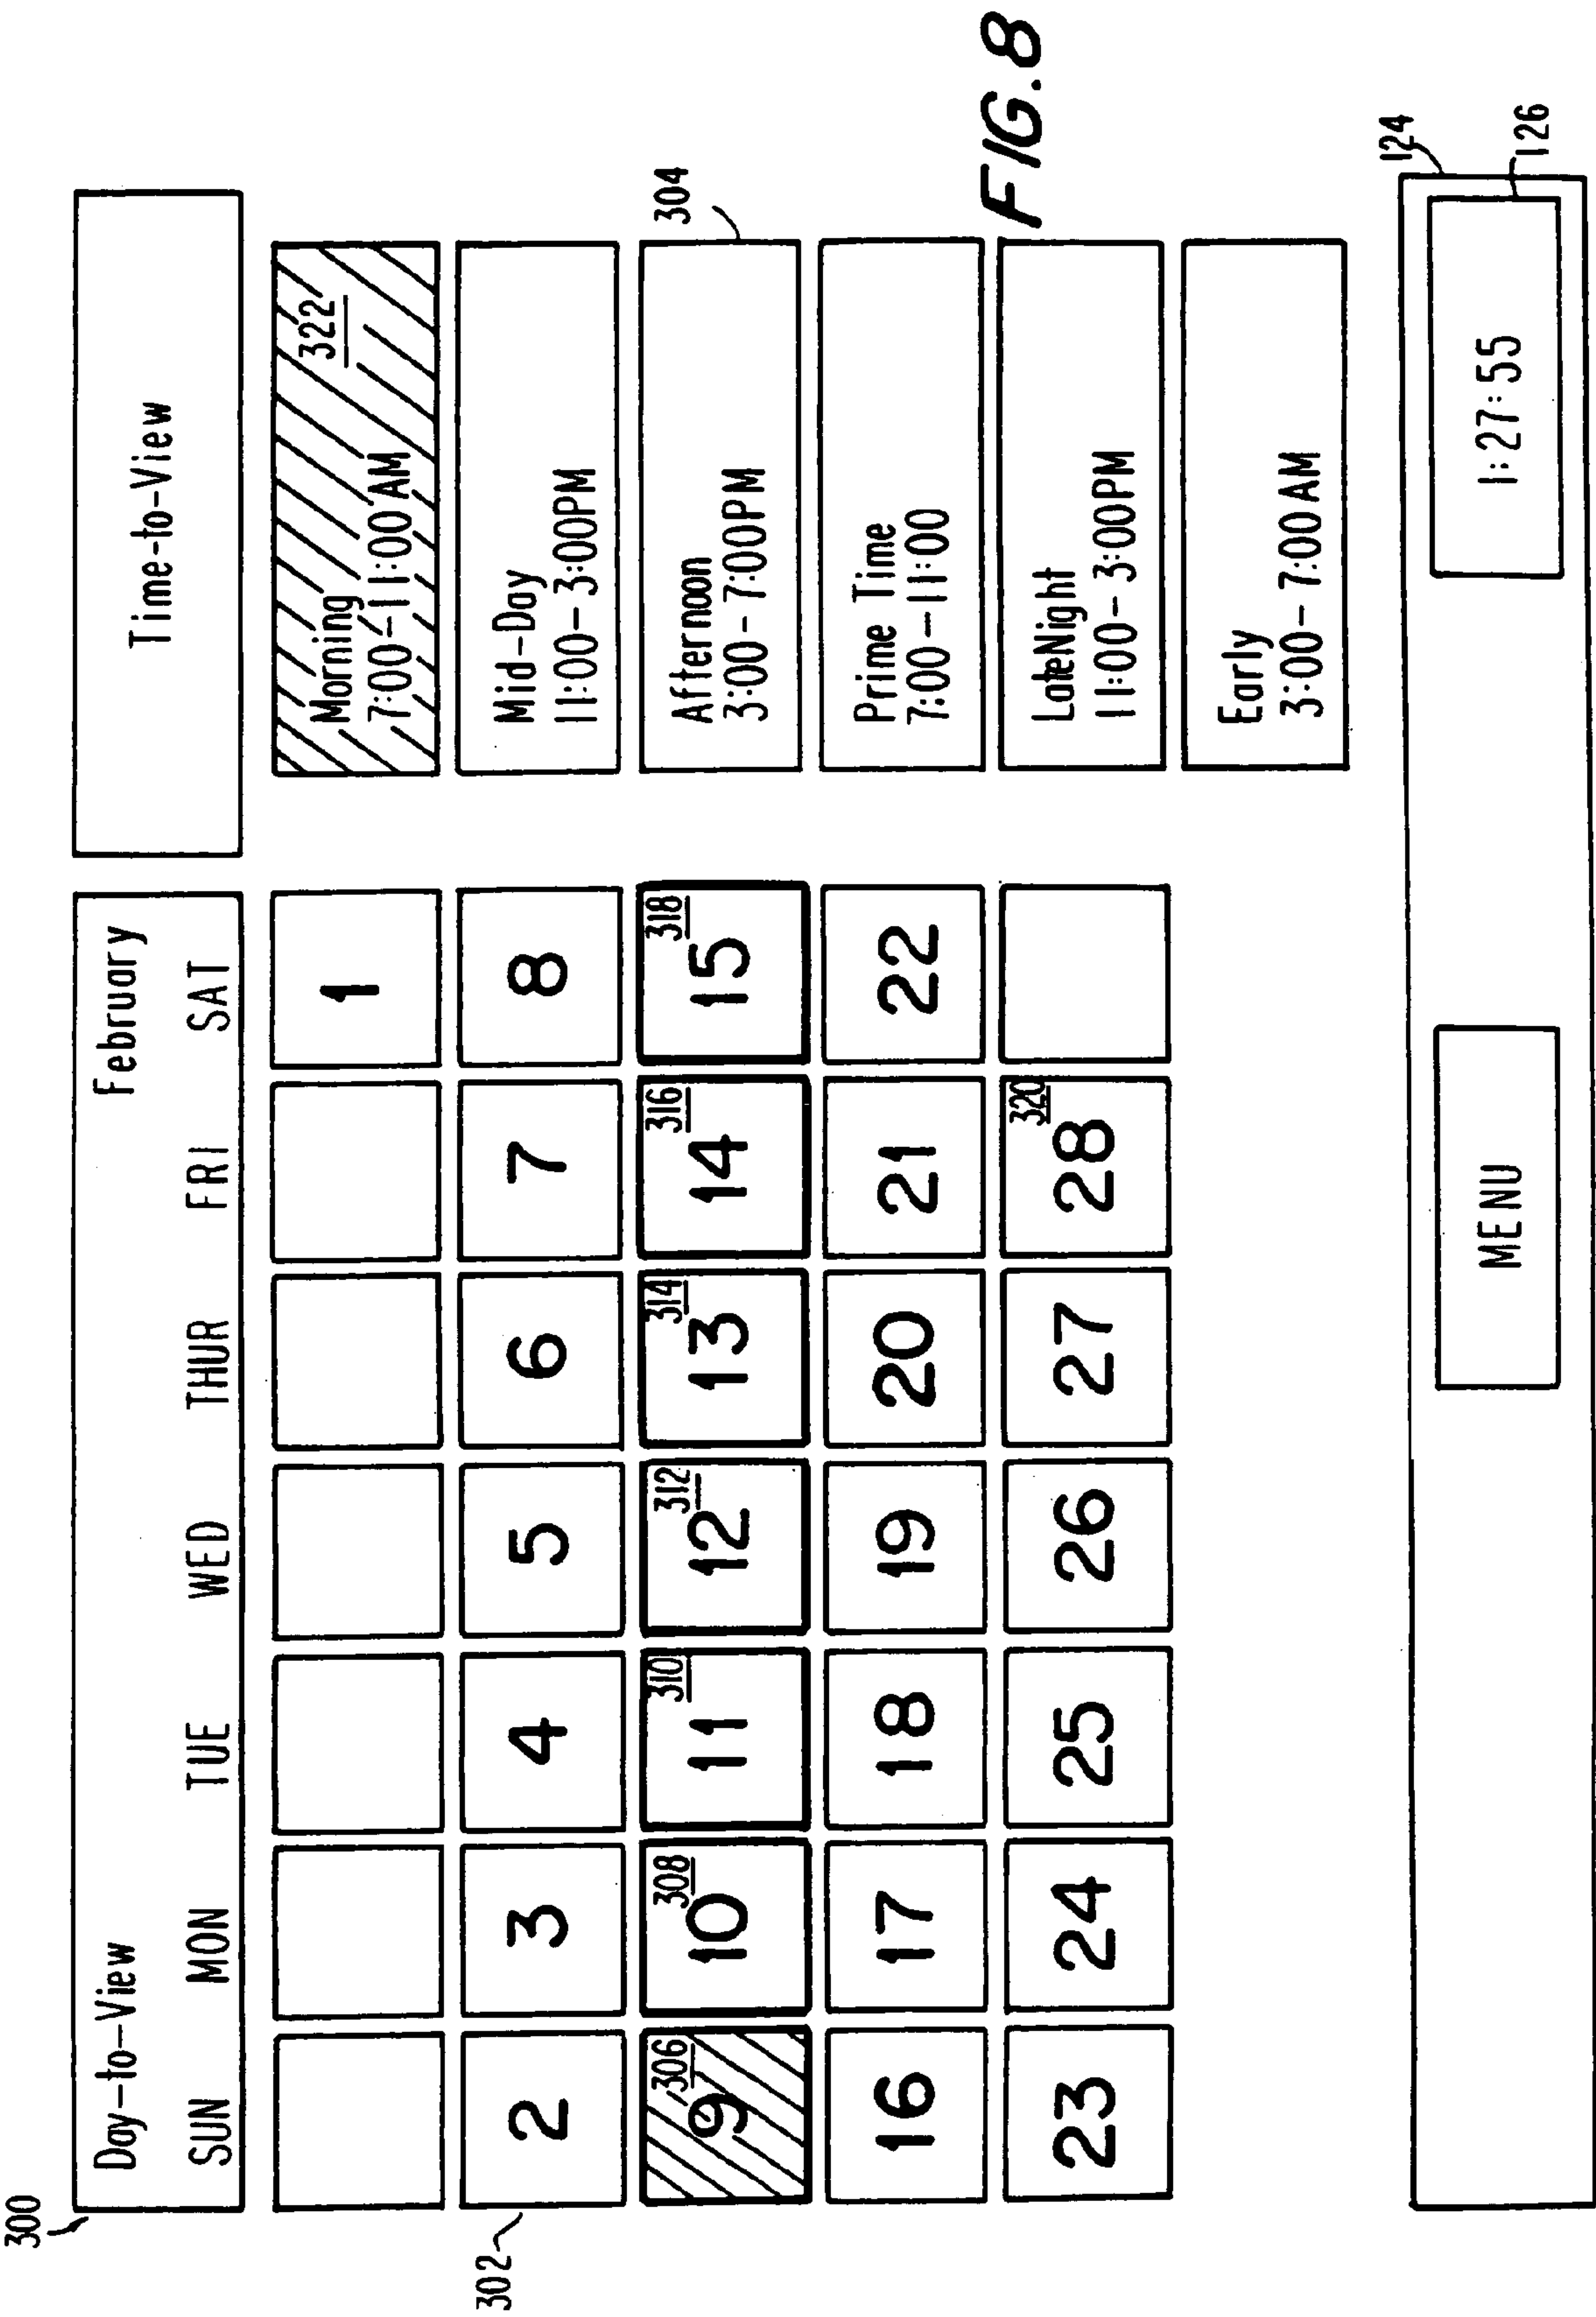 300
Day-to-View February
SUN MON TUE WED THUR FRI SAT
Time-to-View
1
322
Morning
7:00-11:00 AM
302
2 3 4 5 6 7 8
Mid-Day
11:00-3:00PM
306 308 310 312 314 316 318
9 10 11 12 13 14 15
304
Afternoon
3:00-7:00PM
16 17 18 19 20 21 22
Prime Time
7:00-11:00
320
23 24 25 26 27 28
LateNight
11:00-3:00PM
FIG.8
Early
3:00-7:00AM
124
MENU
1:27:55
126